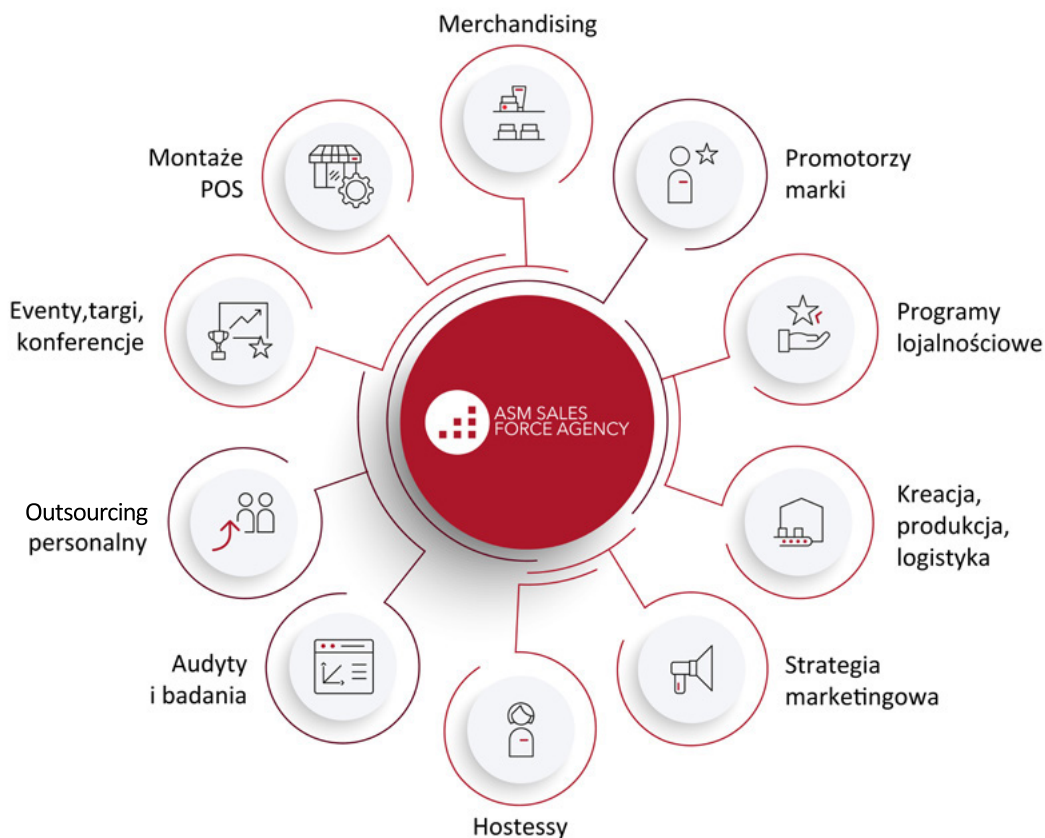 Merchandising
Promotorzy
marki
Programy
lojalnościowe
Kreacja,
produkcja,
logistyka
Strategia
marketingowa
Hostessy
Audyty
i badania
Outsourcing
personalny
Eventy,targi,
konferencje
Montaże
POS
ASM SALES
FORCE AGENCY